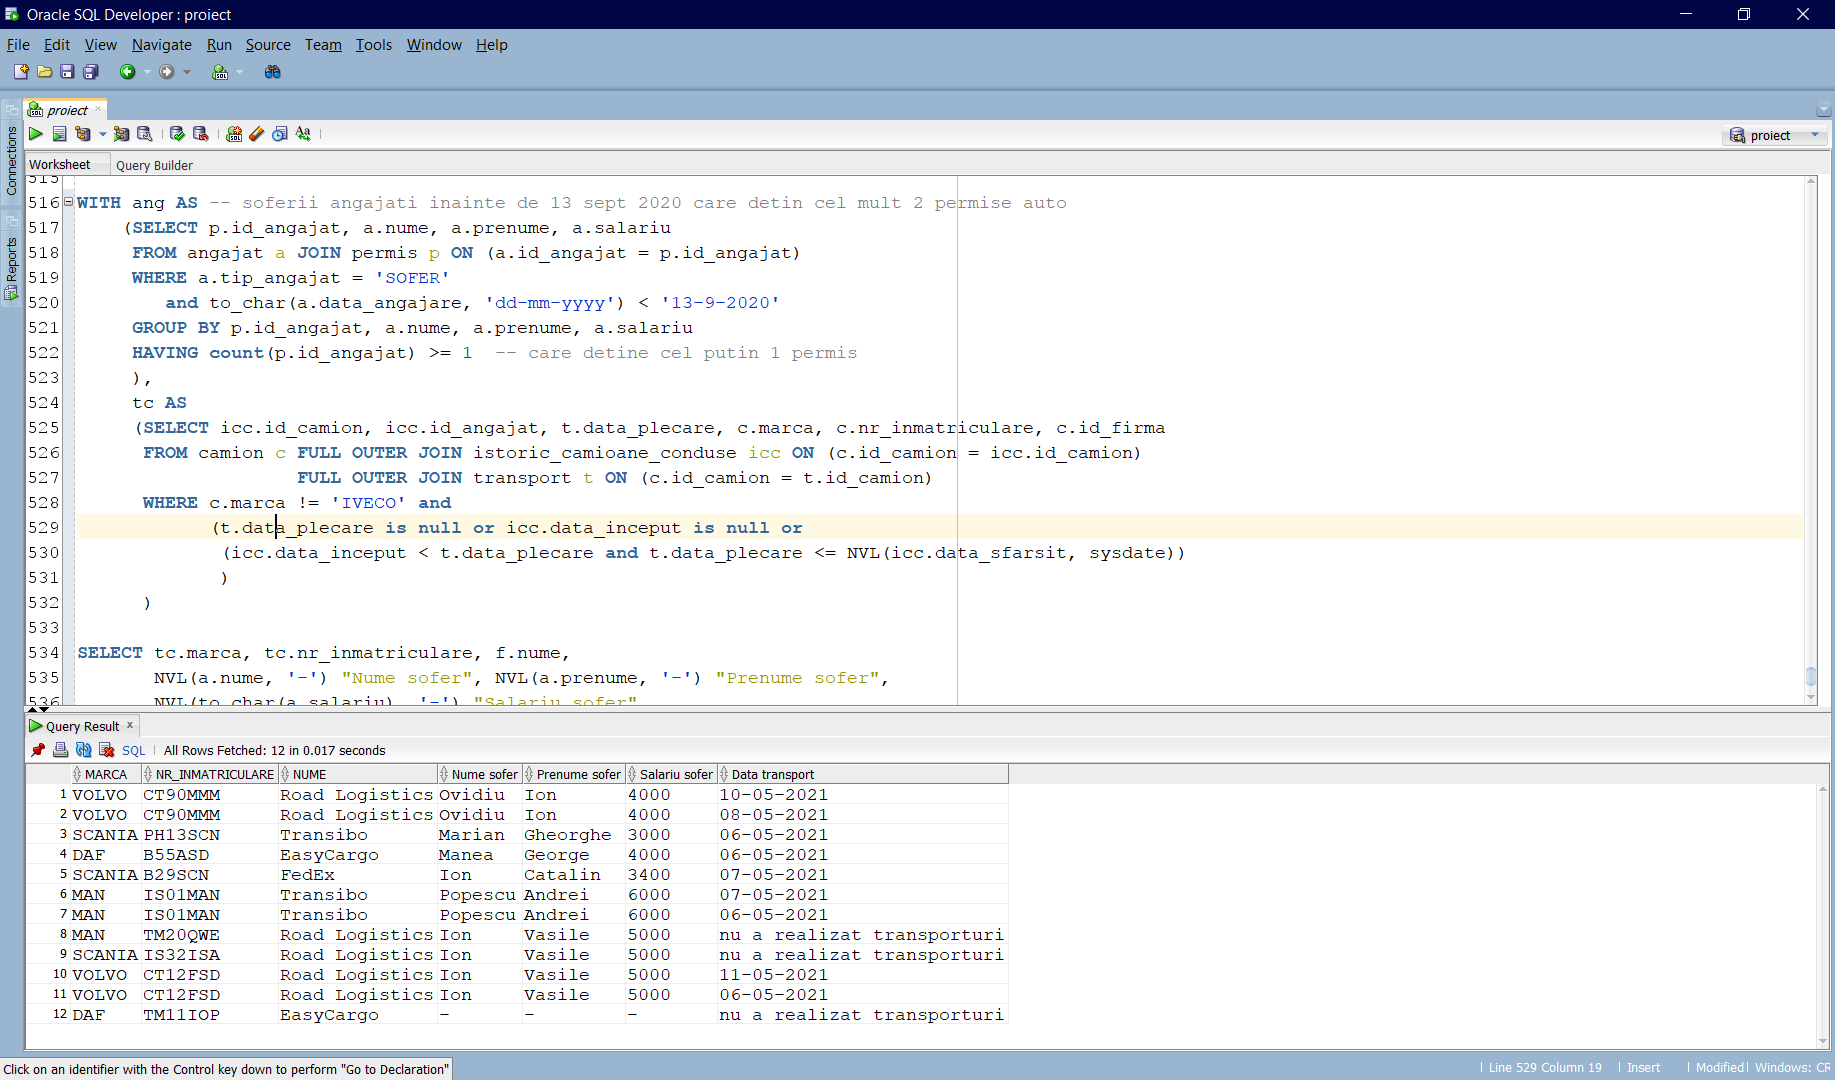 Oracle SQL Developer : proiect
File Edit View Navigate Run Source Team Tools Window Help
proiect
proiect
Connections
Reports
Worksheet Query Builder
515
516 WITH ang AS -- soferii angajati inainte de 13 sept 2020 care detin cel mult 2 permise auto
517 (SELECT p.id_angajat, a.nume, a.prenume, a.salariu
518 FROM angajat a JOIN permis p ON (a.id_angajat = p.id_angajat)
519 WHERE a.tip_angajat = 'SOFER'
520 and to_char(a.data_angajare, 'dd-mm-yyyy') < '13-9-2020'
521 GROUP BY p.id_angajat, a.nume, a.prenume, a.salariu
522 HAVING count(p.id_angajat) >= 1 -- care detine cel putin 1 permis
523 ),
524 tc AS
525 (SELECT icc.id_camion, icc.id_angajat, t.data_plecare, c.marca, c.nr_inmatriculare, c.id_firma
526 FROM camion c FULL OUTER JOIN istoric_camioane_conduse icc ON (c.id_camion = icc.id_camion)
527 FULL OUTER JOIN transport t ON (c.id_camion = t.id_camion)
528 WHERE c.marca != 'IVECO' and
529 (t.data_plecare is null or icc.data_inceput is null or
530 (icc.data_inceput < t.data_plecare and t.data_plecare <= NVL(icc.data_sfarsit, sysdate))
531 )
532 )
533
534 SELECT tc.marca, tc.nr_inmatriculare, f.nume,
535 NVL(a.nume, '-') "Nume sofer", NVL(a.prenume, '-') "Prenume sofer",
536 NVL(to_char(a.salariu), '-') "Salariu sofer"
Query Result
SQL All Rows Fetched: 12 in 0.017 seconds
MARCA NR_INMATRICULARE NUME Nume sofer Prenume sofer Salariu sofer Data transport
1 VOLVO CT90MMM Road Logistics Ovidiu Ion 4000 10-05-2021
2 VOLVO CT90MMM Road Logistics Ovidiu Ion 4000 08-05-2021
3 SCANIA PH13SCN Transibo Marian Gheorghe 3000 06-05-2021
4 DAF B55ASD EasyCargo Manea George 4000 06-05-2021
5 SCANIA B29SCN FedEx Ion Catalin 3400 07-05-2021
6 MAN IS01MAN Transibo Popescu Andrei 6000 07-05-2021
7 MAN IS01MAN Transibo Popescu Andrei 6000 06-05-2021
8 MAN TM20QWE Road Logistics Ion Vasile 5000 nu a realizat transporturi
9 SCANIA IS32ISA Road Logistics Ion Vasile 5000 nu a realizat transporturi
10 VOLVO CT12FSD Road Logistics Ion Vasile 5000 11-05-2021
11 VOLVO CT12FSD Road Logistics Ion Vasile 5000 06-05-2021
12 DAF TM11IOP EasyCargo - - - nu a realizat transporturi
Click on an identifier with the Control key down to perform "Go to Declaration"
Line 529 Column 19 Insert Modified Windows: CR